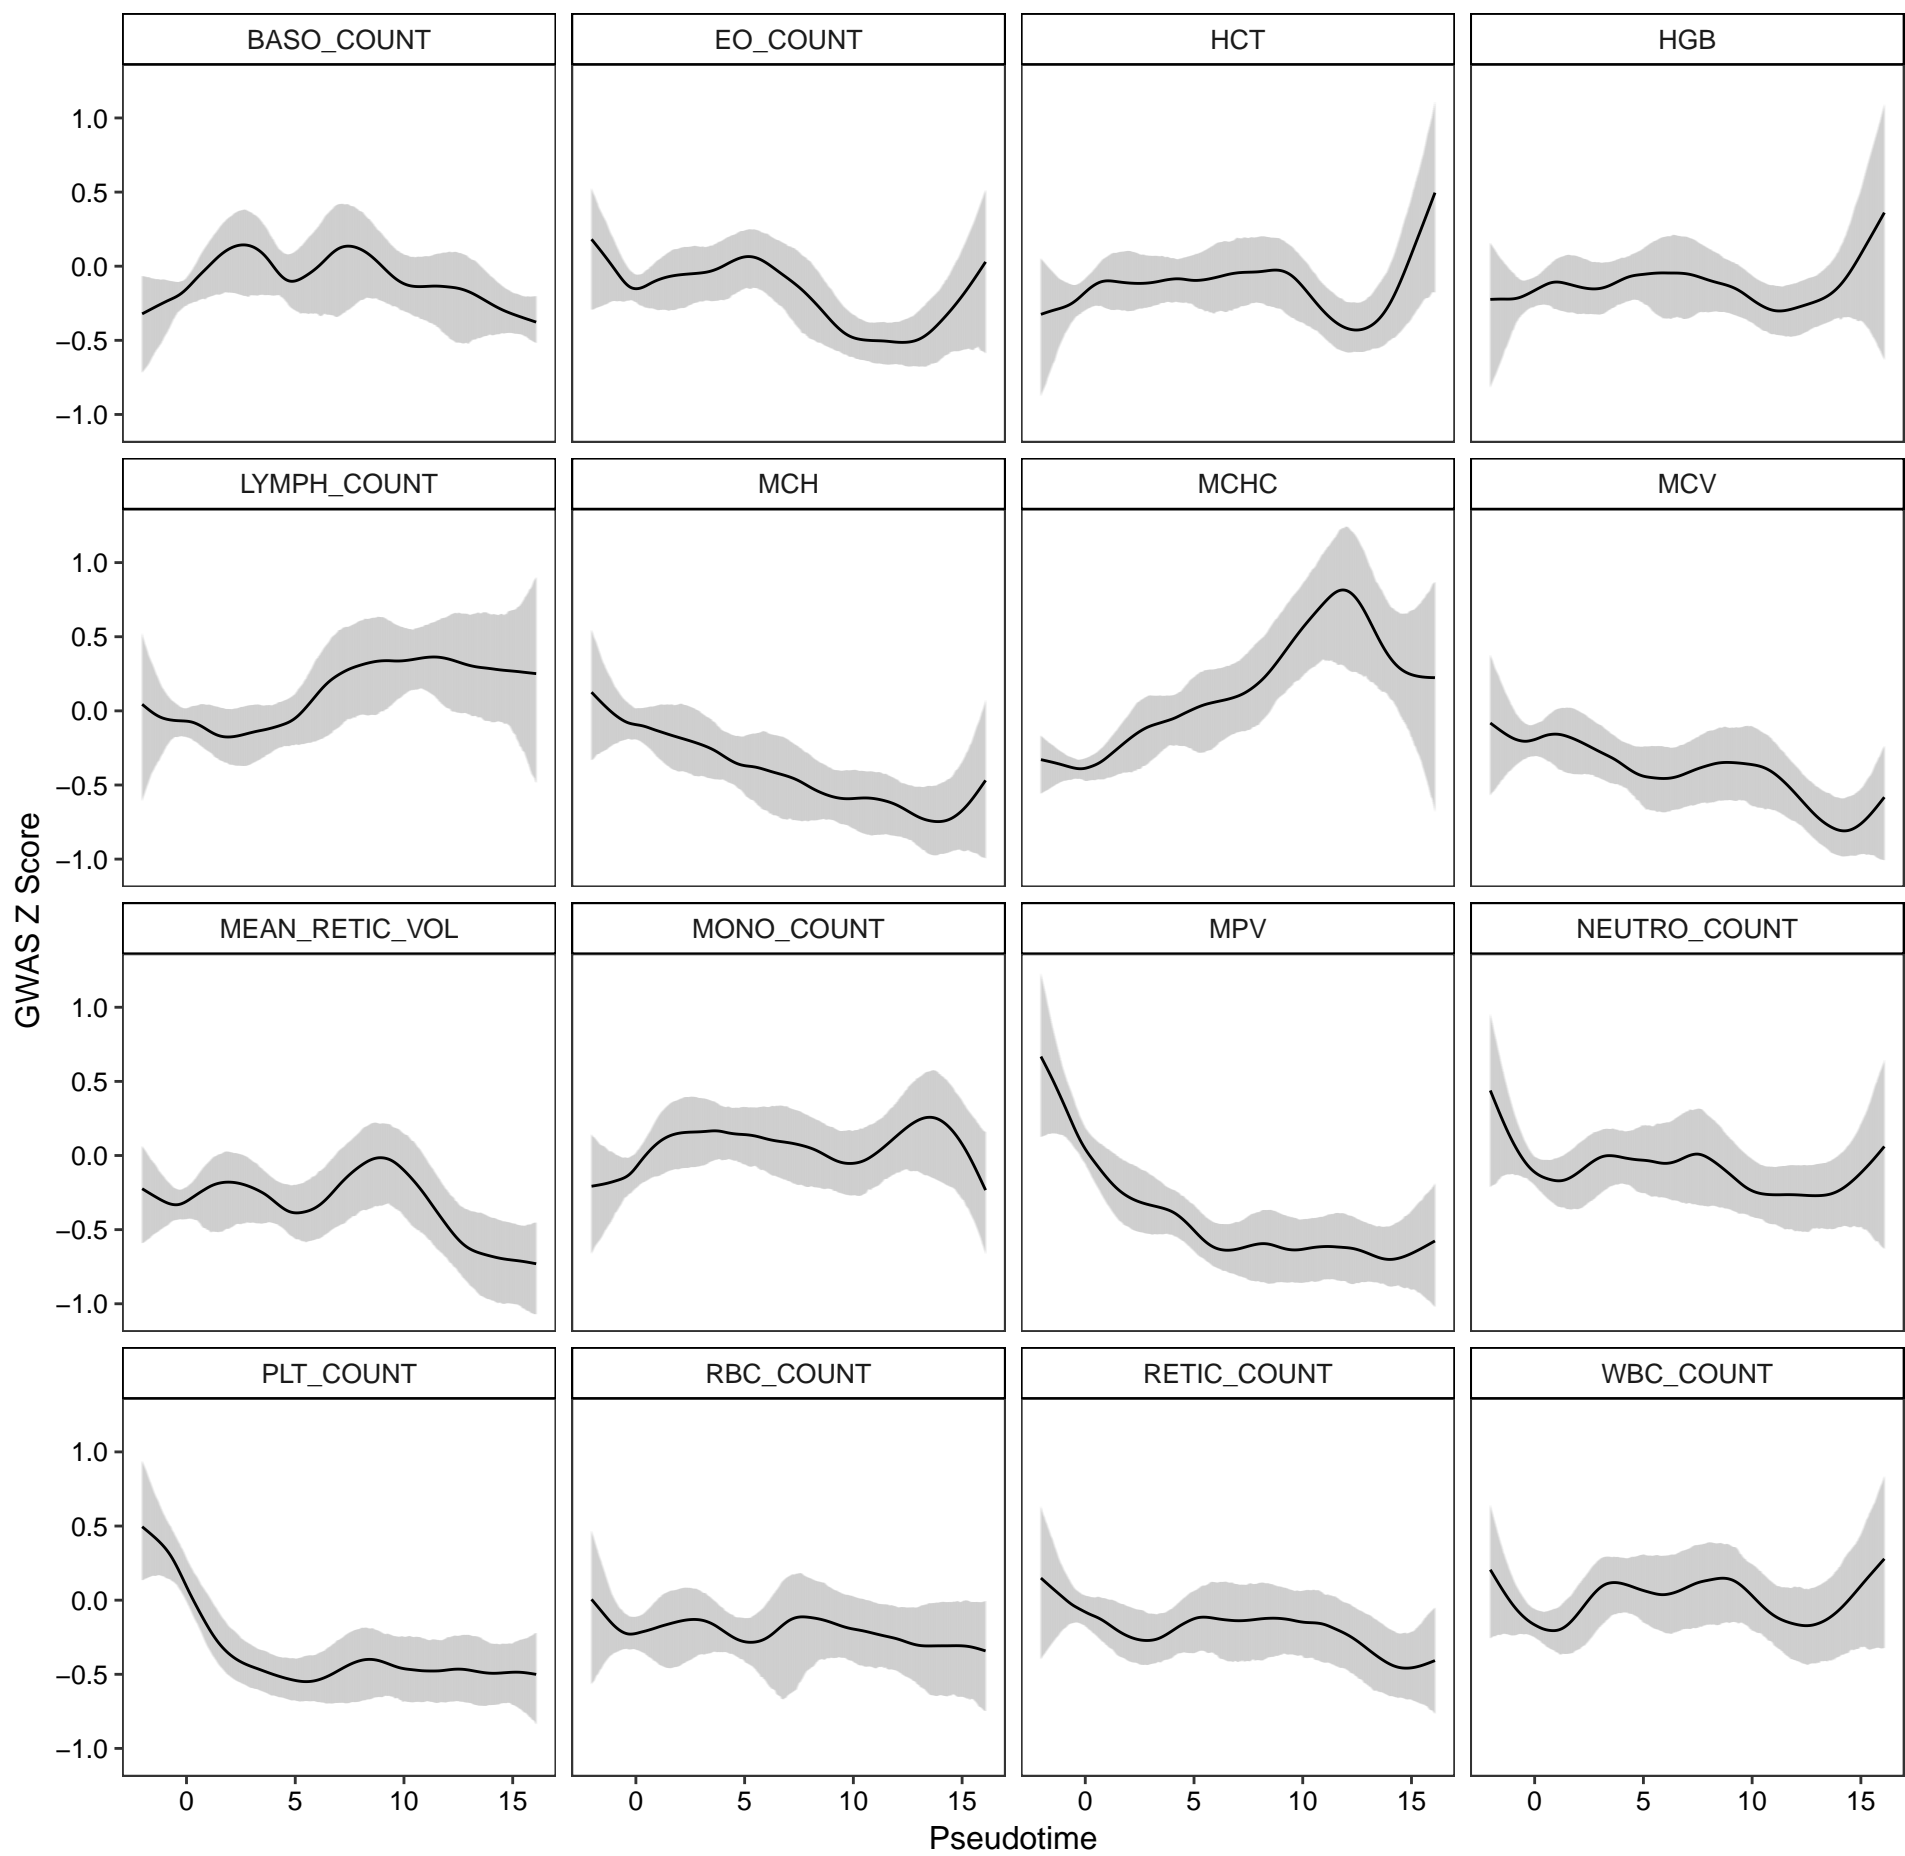 BASO_COUNT EO_COUNT HCT HGB
1.0
0.5
0.0
−0.5
−1.0
LYMPH_COUNT MCH MCHC MCV
1.0
0.5
0.0
−0.5
−1.0
MEAN_RETIC_VOL MONO_COUNT MPV NEUTRO_COUNT
1.0
0.5
0.0
−0.5
−1.0
PLT_COUNT RBC_COUNT RETIC_COUNT WBC_COUNT
1.0
0.5
0.0
−0.5
−1.0
0 5 10 15 0 5 10 15 0 5 10 15 0 5 10 15
Pseudotime
GWAS Z Score